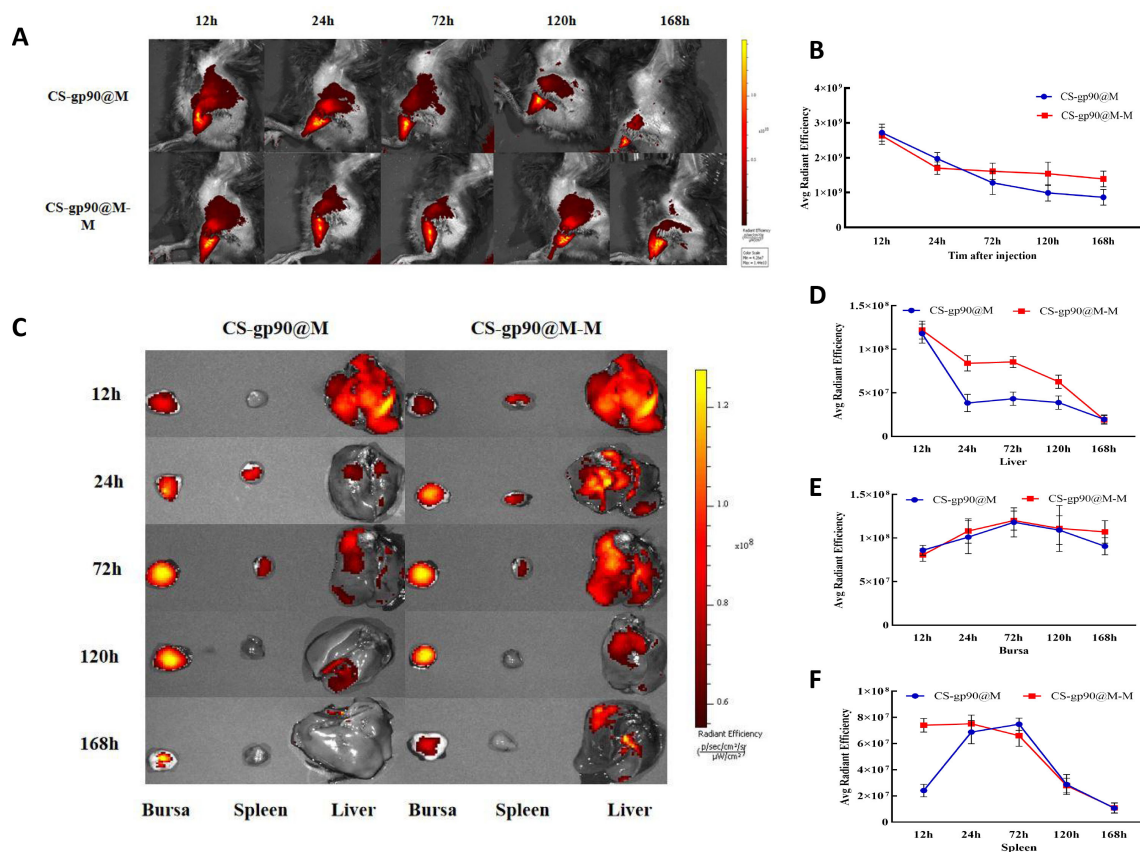 A
12h 24h 72h 120h 168h
CS-gp90@M
CS-gp90@M-
M
Radiant Efficiency
Color Scale
B
CS-gp90@M
CS-gp90@M-M
Avg Radiant Efficiency
4×10⁹
3×10⁹
2×10⁹
1×10⁹
0
12h 24h 72h 120h 168h
Tim after injection
C
CS-gp90@M CS-gp90@M-M
12h
24h
72h
120h
168h
Bursa Spleen Liver Bursa Spleen Liver
1.2
1.0
x10⁸
0.8
0.6
Radiant Efficiency
(p/sec/cm²/sr
µW/cm²)
D
CS-gp90@M CS-gp90@M-M
Avg Radiant Efficiency
1.5×10⁸
1×10⁸
5×10⁷
0
12h 24h 72h 120h 168h
Liver
E
CS-gp90@M CS-gp90@M-M
Avg Radiant Efficiency
1.5×10⁸
1×10⁸
5×10⁷
0
12h 24h 72h 120h 168h
Bursa
F
CS-gp90@M CS-gp90@M-M
Avg Radiant Efficiency
1×10⁸
8×10⁷
6×10⁷
4×10⁷
2×10⁷
0
12h 24h 72h 120h 168h
Spleen